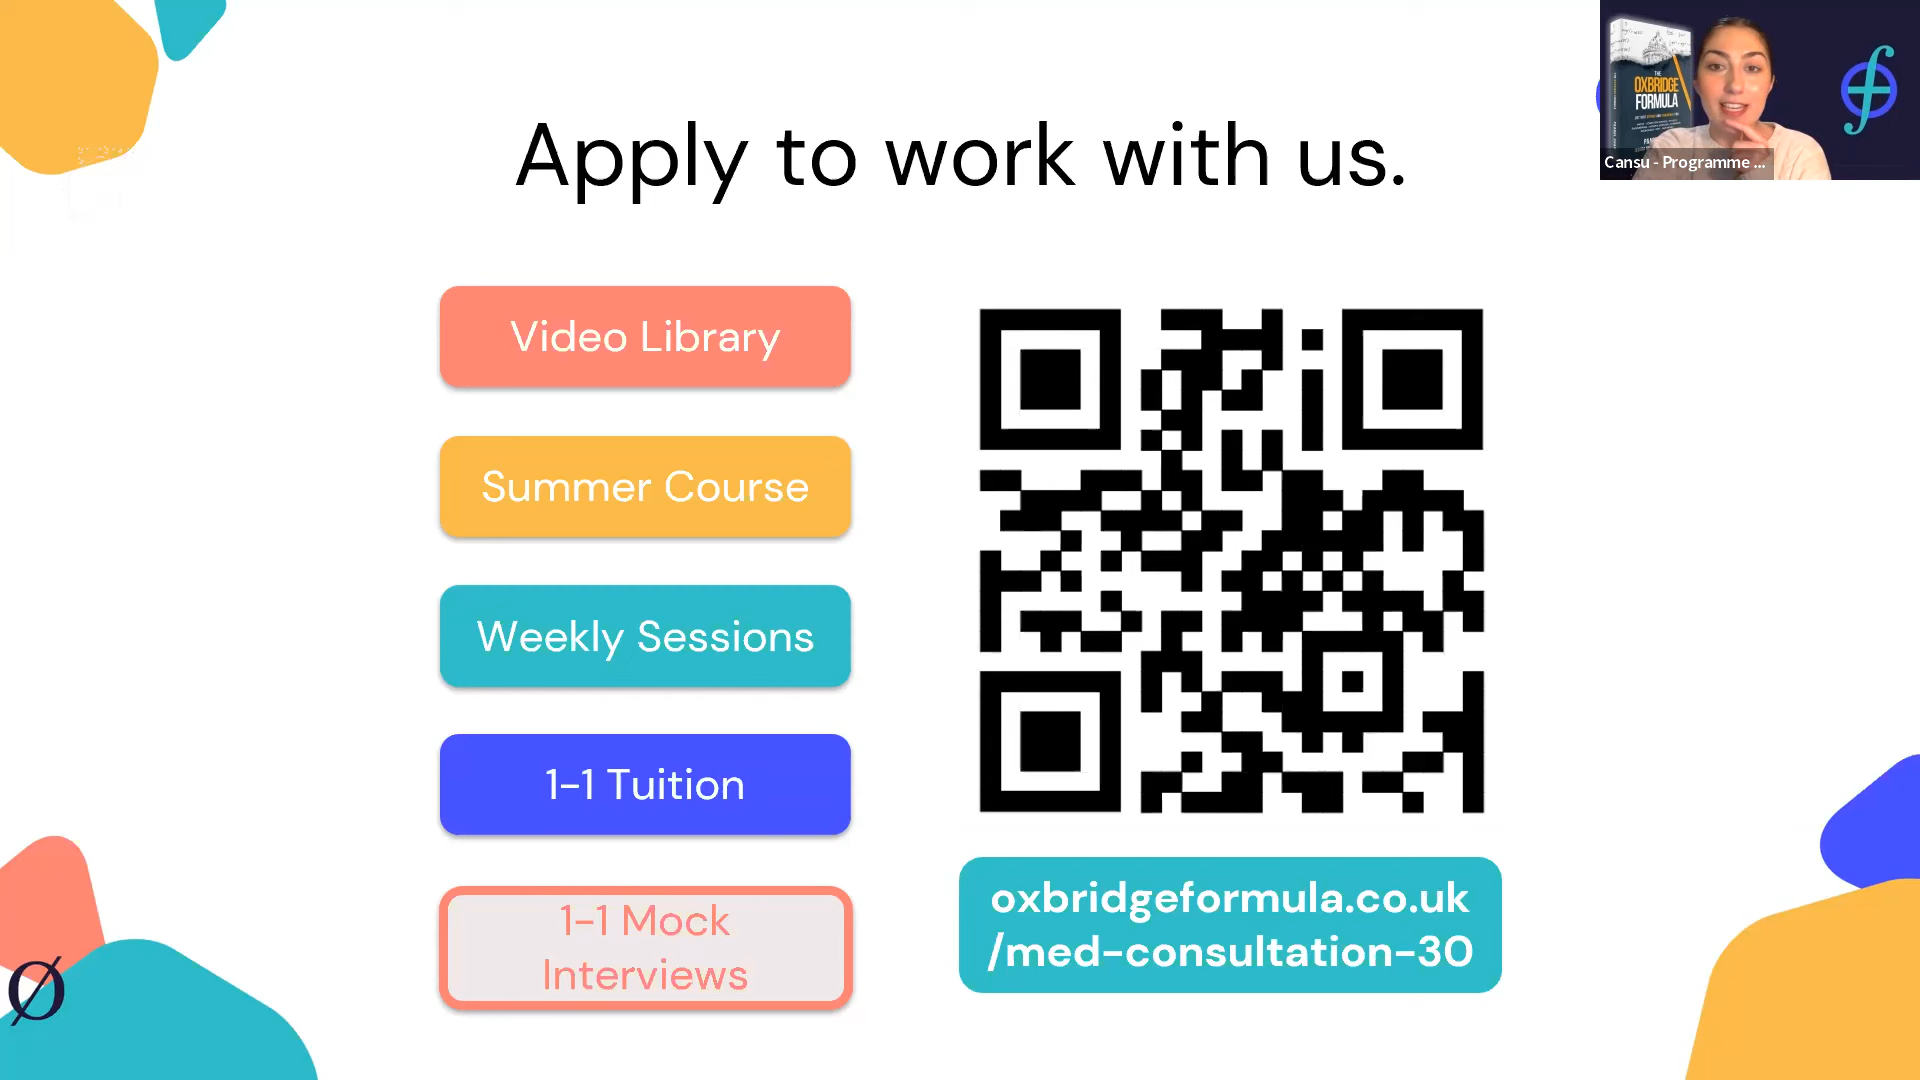 Apply to work with us.
Video Library
Summer Course
Weekly Sessions
1-1 Tuition
1-1 Mock
Interviews
oxbridgeformula.co.uk
/med-consultation-30
THE
OXBRIDGE
FORMULA
Cansu - Programme ...